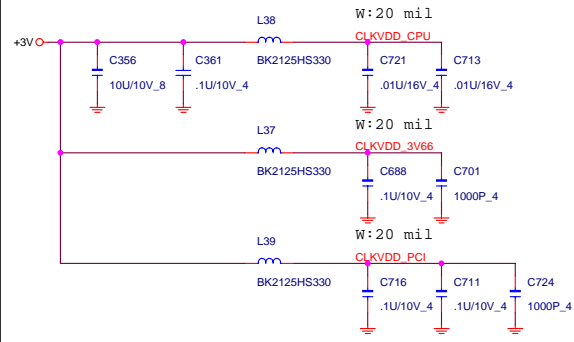 W:20 mil
L38
+3V
CLKVDD_CPU
C356
C361
BK2125HS330
C721
C713
10U/10V_8
.1U/10V_4
.01U/16V_4
.01U/16V_4
W:20 mil
L37
CLKVDD_3V66
BK2125HS330
C688
C701
.1U/10V_4
1000P_4
W:20 mil
L39
CLKVDD_PCI
BK2125HS330
C716
C711
C724
.1U/10V_4
.1U/10V_4
1000P_4